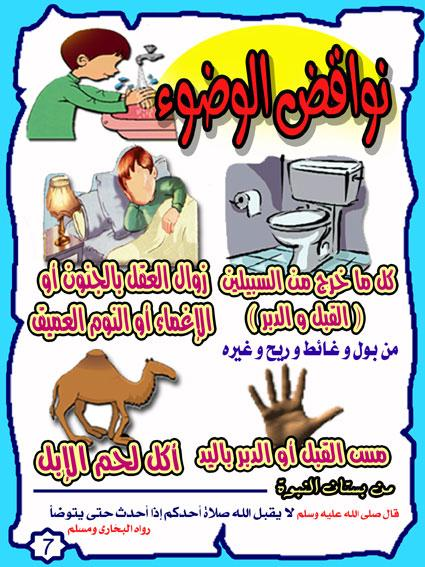 نواقض الوضوء
كل ما خرج من السبيلين
( القبل و الدبر )
من بول و غائط و ريح و غيره
زوال العقل بالجنون أو
الإغماء أو النوم العميق
مس القبل أو الدبر باليد
أكل لحم الإبل
من بستان النبوة
قال صلى الله عليه وسلم لا يقبل الله صلاة أحدكم إذا أحدث حتى يتوضأ
رواه البخارى ومسلم
7